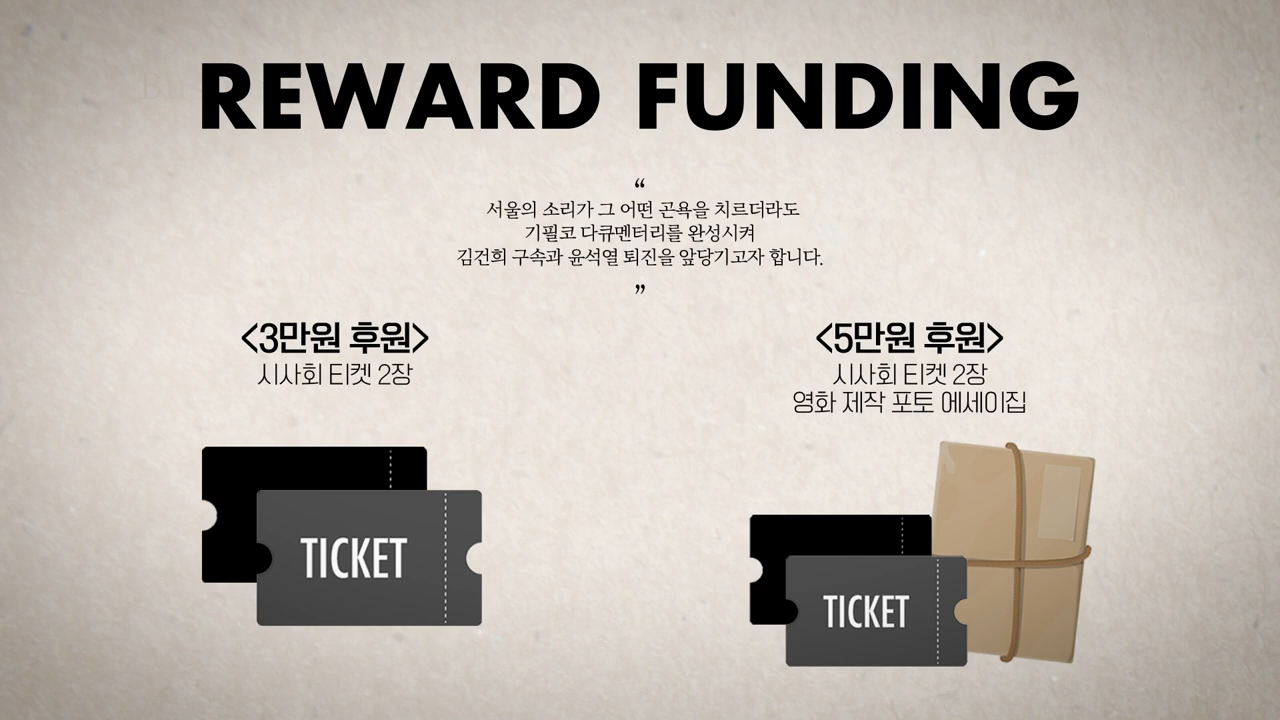 REWARD FUNDING
“
서울의 소리가 그 어떤 곤욕을 치르더라도
기필코 다큐멘터리를 완성시켜
김건희 구속과 윤석열 퇴진을 앞당기고자 합니다.
”
<3만원 후원>
시사회 티켓 2장
<5만원 후원>
시사회 티켓 2장
영화 제작 포토 에세이집
TICKET
TICKET